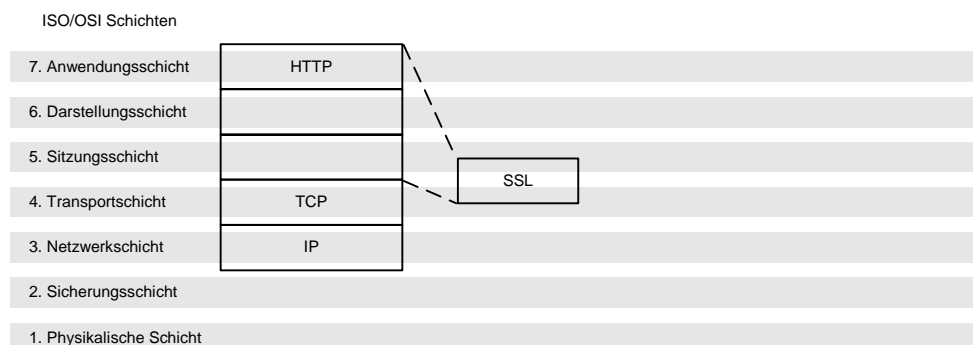 ISO/OSI Schichten
7. Anwendungsschicht HTTP
6. Darstellungsschicht
5. Sitzungsschicht
SSL
4. Transportschicht TCP
3. Netzwerkschicht IP
2. Sicherungsschicht
1. Physikalische Schicht